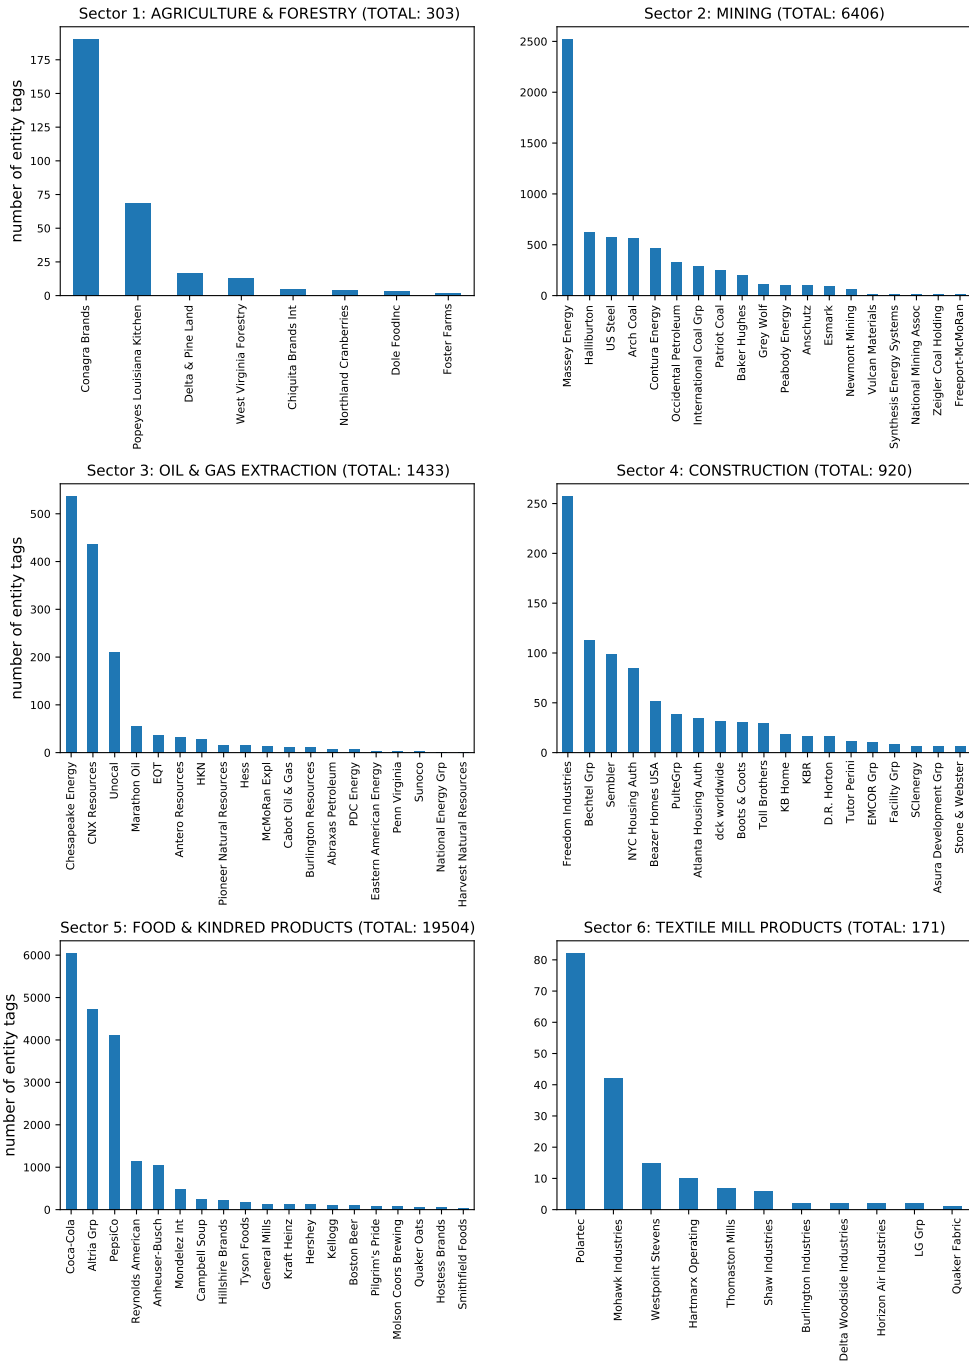 Sector 1: AGRICULTURE & FORESTRY (TOTAL: 303)
number of entity tags
175
150
125
100
75
50
25
0
Conagra Brands
Popeyes Louisiana Kitchen
Delta & Pine Land
West Virginia Forestry
Chiquita Brands Int
Northland Cranberries
Dole FoodInc
Foster Farms
Sector 2: MINING (TOTAL: 6406)
2500
2000
1500
1000
500
0
Massey Energy
Halliburton
US Steel
Arch Coal
Contura Energy
Occidental Petroleum
International Coal Grp
Patriot Coal
Baker Hughes
Grey Wolf
Peabody Energy
Anschutz
Esmark
Newmont Mining
Vulcan Materials
Synthesis Energy Systems
National Mining Assoc
Zeigler Coal Holding
Freeport-McMoRan
Sector 3: OIL & GAS EXTRACTION (TOTAL: 1433)
number of entity tags
500
400
300
200
100
0
Chesapeake Energy
CNX Resources
Unocal
Marathon Oil
EQT
Antero Resources
HKN
Pioneer Natural Resources
Hess
McMoRan Expl
Cabot Oil & Gas
Burlington Resources
Abraxas Petroleum
PDC Energy
Eastern American Energy
Penn Virginia
Sunoco
National Energy Grp
Harvest Natural Resources
Sector 4: CONSTRUCTION (TOTAL: 920)
250
200
150
100
50
0
Freedom Industries
Bechtel Grp
Sembler
NYC Housing Auth
Beazer Homes USA
PulteGrp
Atlanta Housing Auth
dck worldwide
Boots & Coots
Toll Brothers
KB Home
KBR
D.R. Horton
Tutor Perini
EMCOR Grp
Facility Grp
SCIenergy
Asura Development Grp
Stone & Webster
Sector 5: FOOD & KINDRED PRODUCTS (TOTAL: 19504)
number of entity tags
6000
5000
4000
3000
2000
1000
0
Coca-Cola
Altria Grp
PepsiCo
Reynolds American
Anheuser-Busch
Mondelez Int
Campbell Soup
Hillshire Brands
Tyson Foods
General Mills
Kraft Heinz
Hershey
Kellogg
Boston Beer
Pilgrim's Pride
Molson Coors Brewing
Quaker Oats
Hostess Brands
Smithfield Foods
Sector 6: TEXTILE MILL PRODUCTS (TOTAL: 171)
80
70
60
50
40
30
20
10
0
Polartec
Mohawk Industries
Westpoint Stevens
Hartmarx Operating
Thomaston Mills
Shaw Industries
Burlington Industries
Delta Woodside Industries
Horizon Air Industries
LG Grp
Quaker Fabric